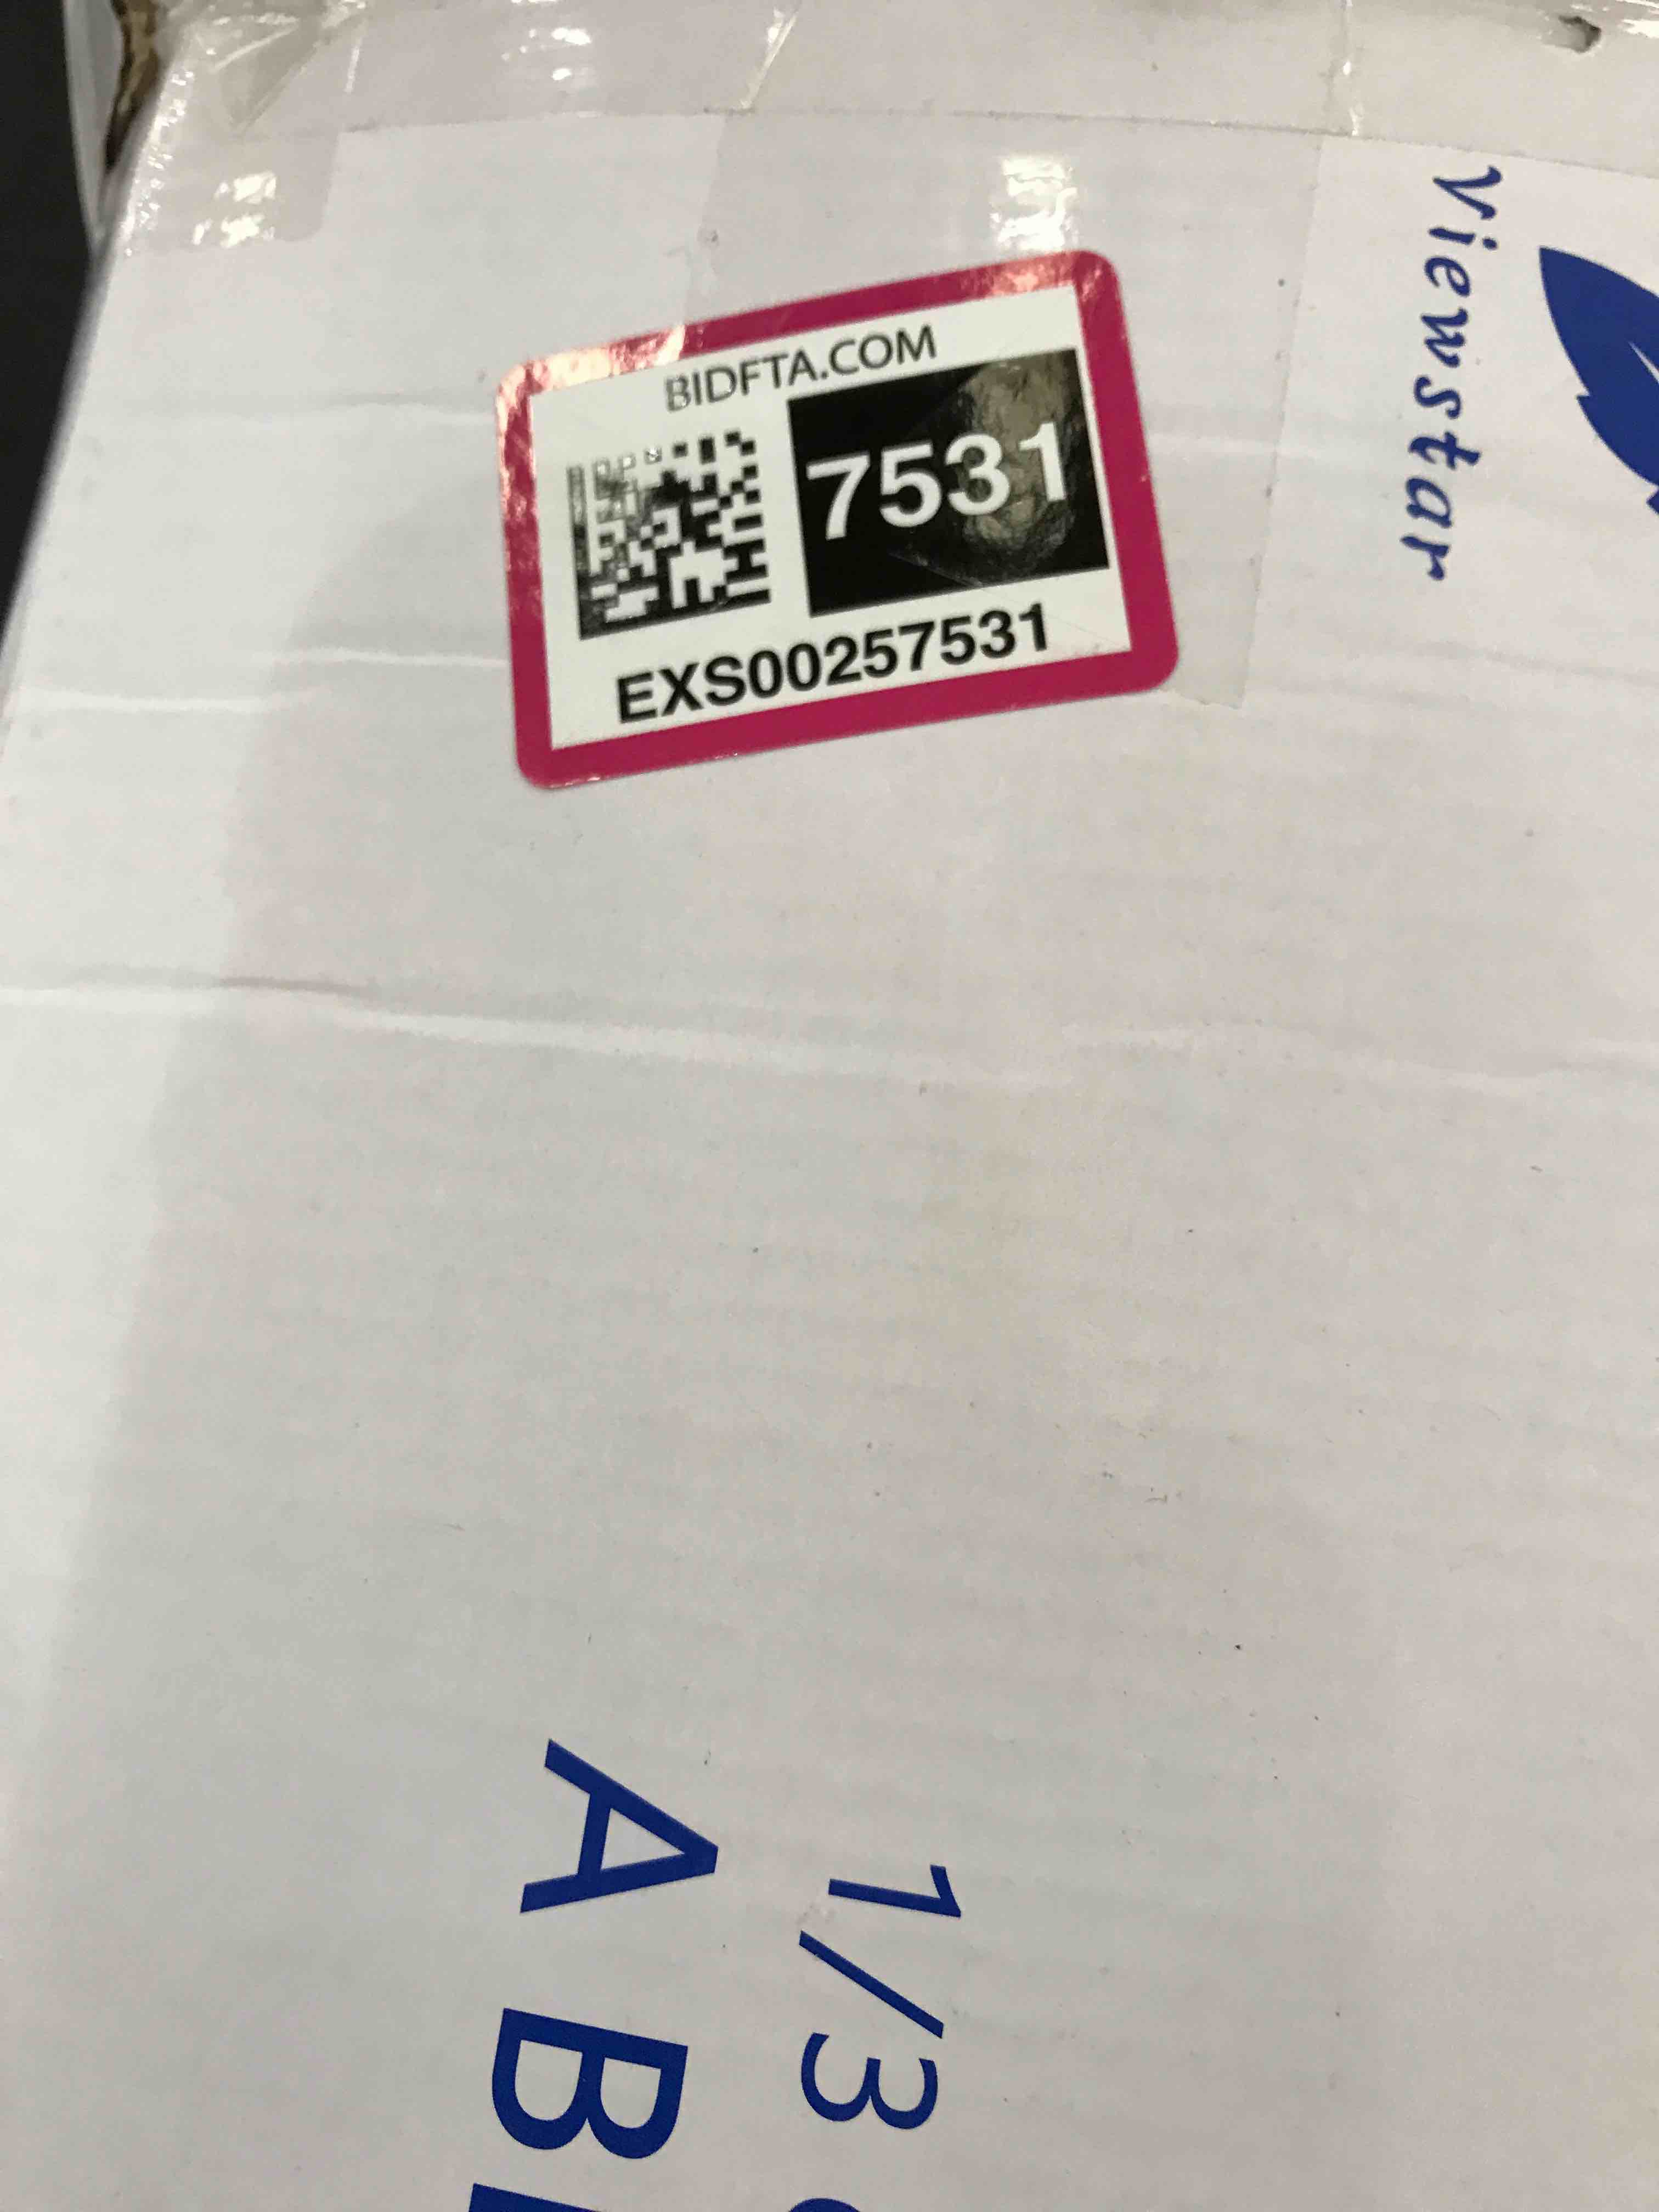 BIDFTA.COM
7531
EXS00257531
Viewstar
1/3
A B